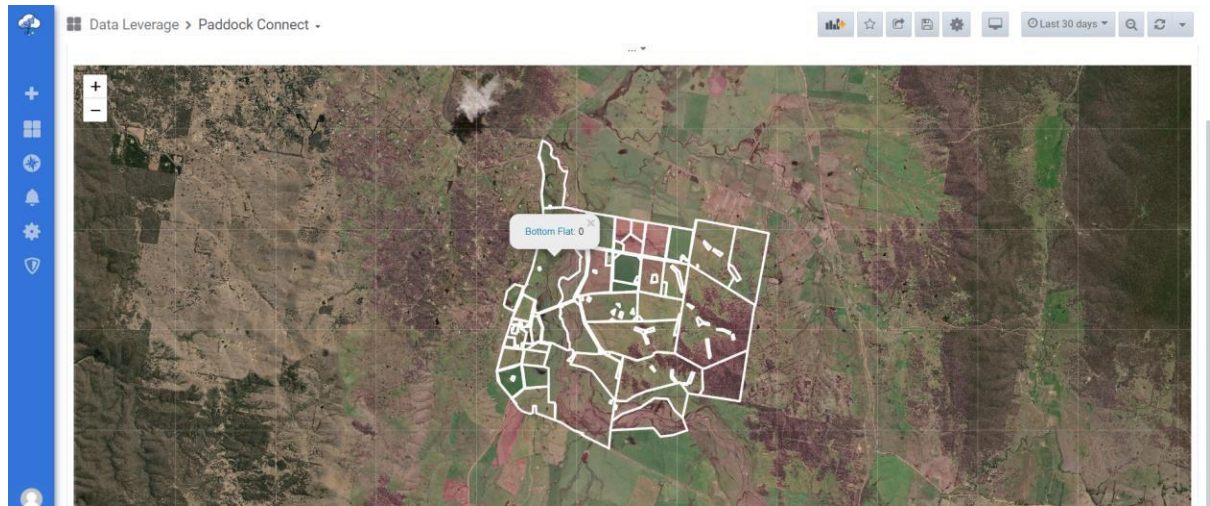 Data Leverage > Paddock Connect
Last 30 days
...
+
−
Bottom Flat: 0
×